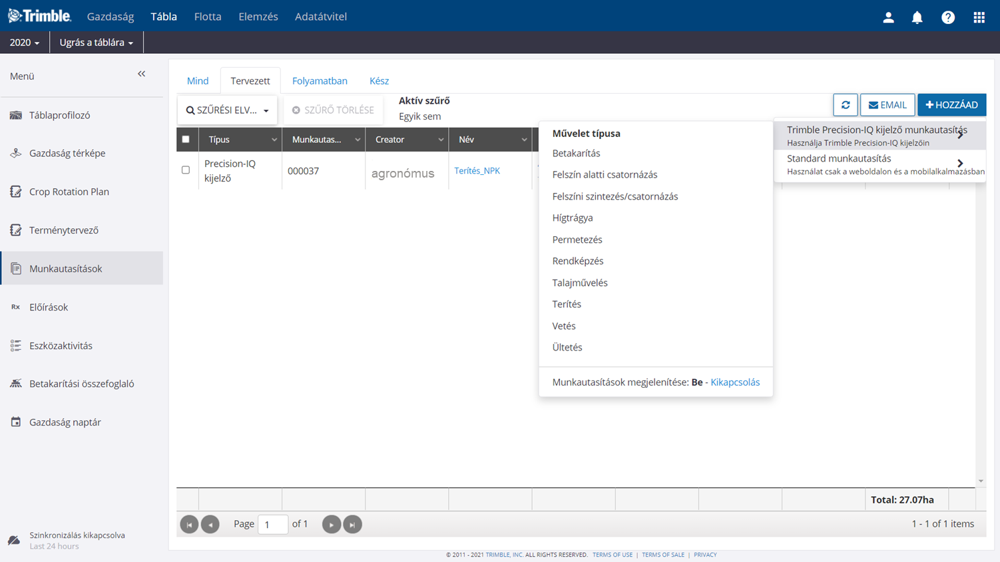 Trimble.
Gazdaság
Tábla
Flotta
Elemzés
Adatátvitel
2020
Ugrás a táblára
Menü
Táblaprofilozó
Gazdaság térképe
Crop Rotation Plan
Terménytervező
Munkautasítások
Rx Előírások
Eszközaktivitás
Betakarítási összefoglaló
Gazdaság naptár
Szinkronizálás kikapcsolva
Last 24 hours
Mind
Tervezett
Folyamatban
Kész
SZŰRÉSI ELV...
SZŰRŐ TÖRLÉSE
Aktív szűrő
Egyik sem
EMAIL
HOZZÁAD
Típus
Munkautas...
Creator
Név
Precision-IQ
kijelző
000037
agronómus
Terítés_NPK
Művelet típusa
Betakarítás
Felszín alatti csatornázás
Felszíni szintezés/csatornázás
Hígtrágya
Permetezés
Rendképzés
Talajművelés
Terítés
Vetés
Ültetés
Munkautasítások megjelenítése: Be - Kikapcsolás
Trimble Precision-IQ kijelző munkautasítás
Használja Trimble Precision-IQ kijelzőin
Standard munkautasítás
Használat csak a weboldalon és a mobilalkalmazásban
Total: 27.07ha
Page 1 of 1
1 - 1 of 1 items
© 2011 - 2021 TRIMBLE, INC. ALL RIGHTS RESERVED. TERMS OF USE | TERMS OF SALE | PRIVACY